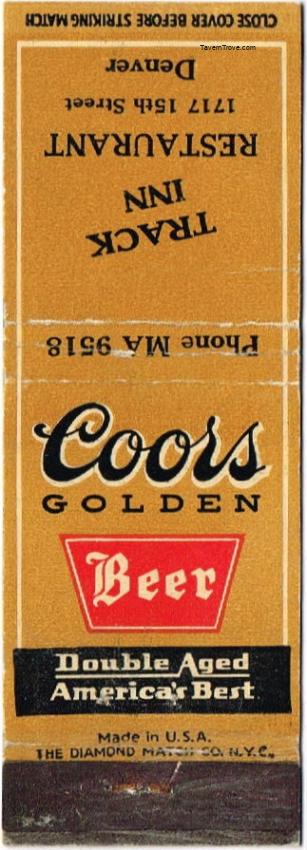 CLOSE COVER BEFORE STRIKING MATCH
TavernTrove.com
Denver
1717 15th Street
RESTAURANT
INN
TRACK
Phone MA 9518
Coors
GOLDEN
Beer
Double Aged
America's Best
Made in U.S.A.
THE DIAMOND MATCH CO. N.Y.C.